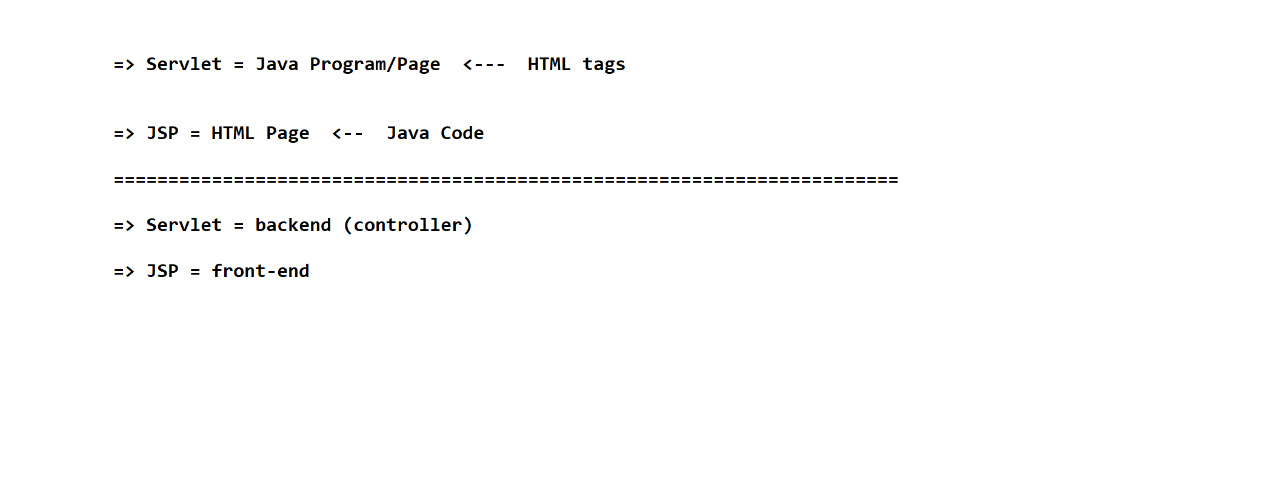 => Servlet = Java Program/Page  <---  HTML tags
=> JSP = HTML Page  <--  Java Code
========================================================================
=> Servlet = backend (controller)
=> JSP = front-end